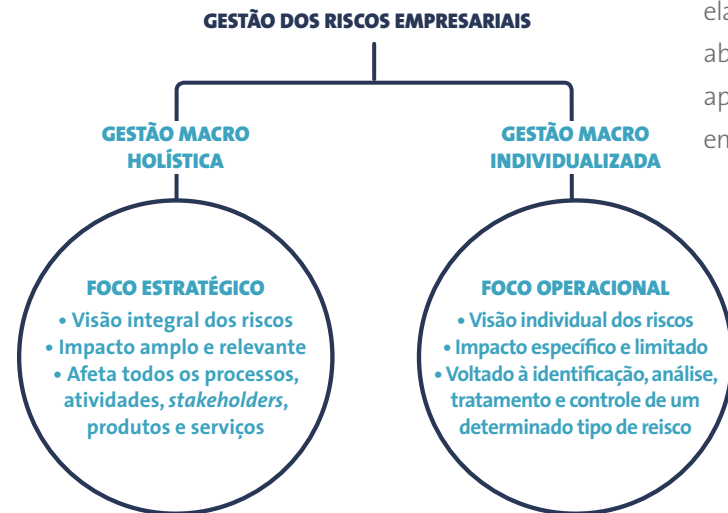 GESTÃO DOS RISCOS EMPRESARIAIS
GESTÃO MACRO
HOLÍSTICA
FOCO ESTRATÉGICO
• Visão integral dos riscos
• Impacto amplo e relevante
• Afeta todos os processos,
atividades, stakeholders,
produtos e serviços
GESTÃO MACRO
INDIVIDUALIZADA
FOCO OPERACIONAL
• Visão individual dos riscos
• Impacto específico e limitado
• Voltado à identificação, análise,
tratamento e controle de um
determinado tipo de reisco